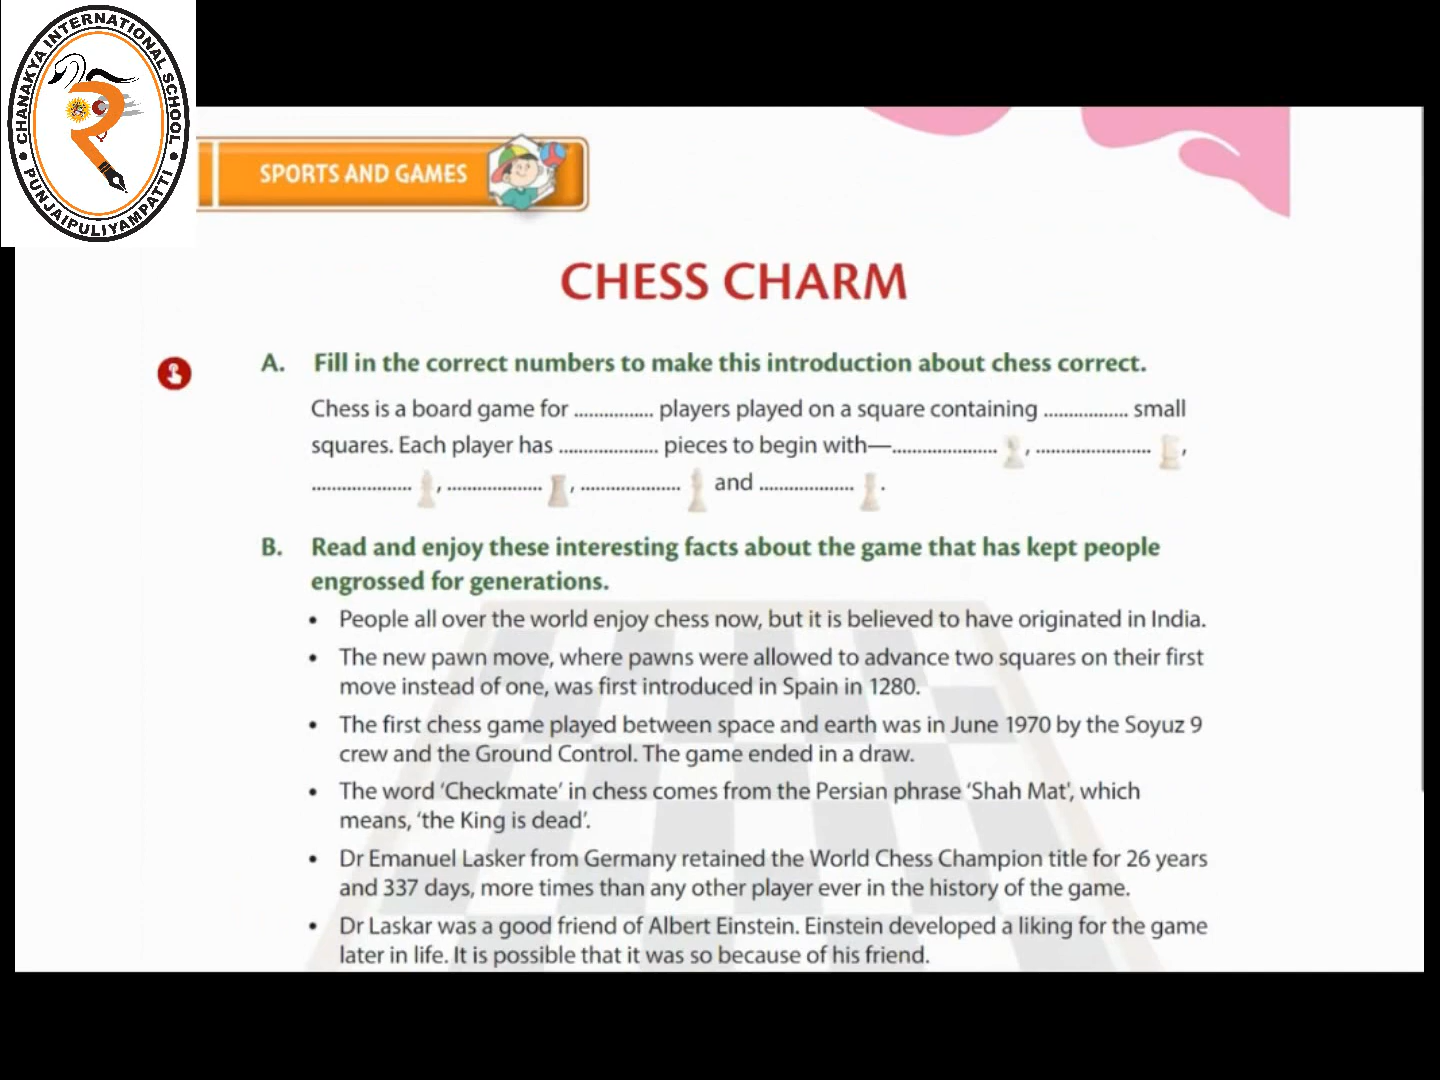 CHANAKYA INTERNATIONAL SCHOOL
PUNJAIPULIYAMPATTI
SPORTS AND GAMES
CHESS CHARM
A. Fill in the correct numbers to make this introduction about chess correct.
Chess is a board game for ................ players played on a square containing ................. small
squares. Each player has .................... pieces to begin with—..................... , ....................... ,
.................... , ................... , .................... and ................... .
B. Read and enjoy these interesting facts about the game that has kept people
engrossed for generations.
• People all over the world enjoy chess now, but it is believed to have originated in India.
• The new pawn move, where pawns were allowed to advance two squares on their first
move instead of one, was first introduced in Spain in 1280.
• The first chess game played between space and earth was in June 1970 by the Soyuz 9
crew and the Ground Control. The game ended in a draw.
• The word ‘Checkmate’ in chess comes from the Persian phrase ‘Shah Mat’, which
means, ‘the King is dead’.
• Dr Emanuel Lasker from Germany retained the World Chess Champion title for 26 years
and 337 days, more times than any other player ever in the history of the game.
• Dr Laskar was a good friend of Albert Einstein. Einstein developed a liking for the game
later in life. It is possible that it was so because of his friend.